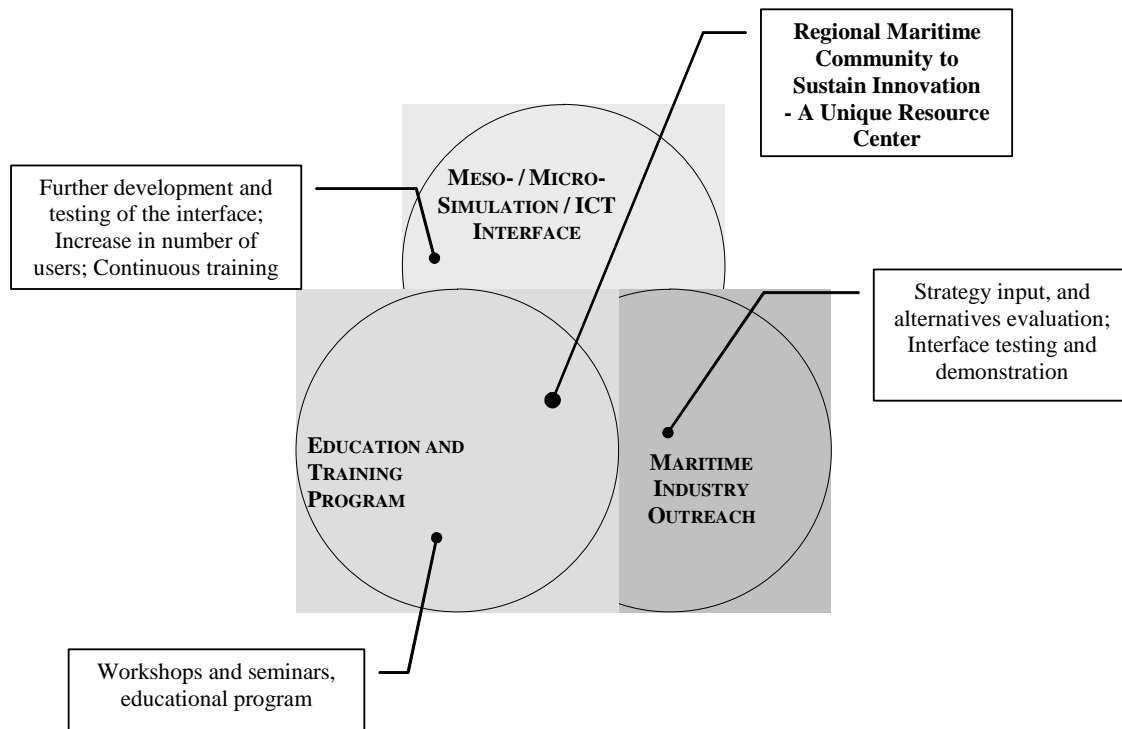 Regional Maritime
Community to
Sustain Innovation
- A Unique Resource
Center
MESO- / MICRO-
SIMULATION / ICT
INTERFACE
Further development and
testing of the interface;
Increase in number of
users; Continuous training
Strategy input, and
alternatives evaluation;
Interface testing and
demonstration
EDUCATION AND
TRAINING
PROGRAM
MARITIME
INDUSTRY
OUTREACH
Workshops and seminars,
educational program